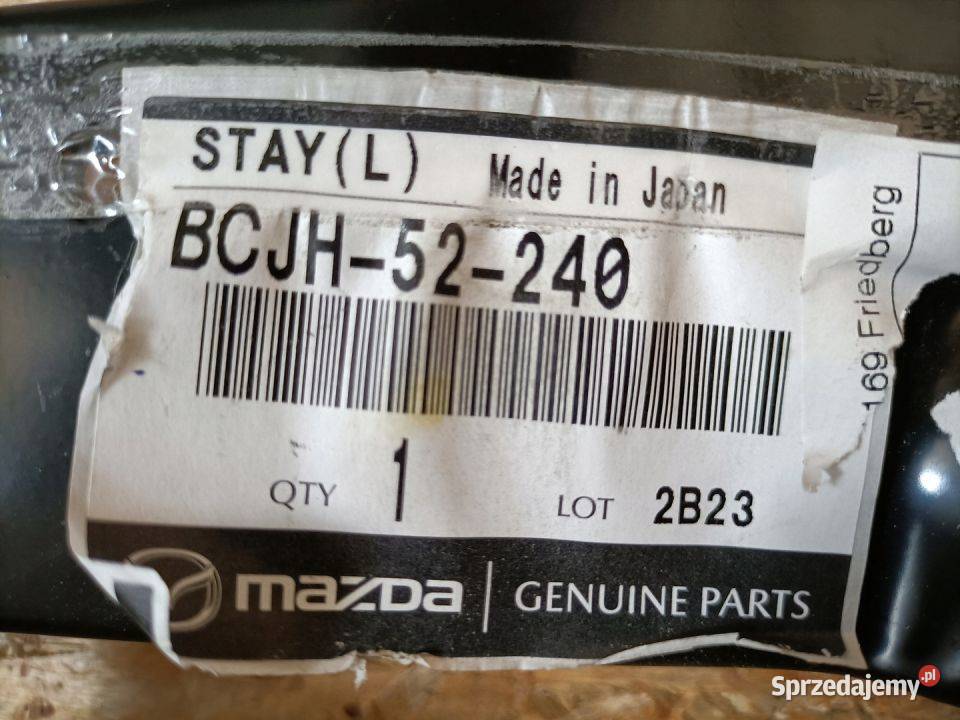 STAY(L) Made in Japan
BCJH-52-240
QTY 1 LOT 2B23
mazda GENUINE PARTS
169 Friedberg
Sprzedajemy.pl